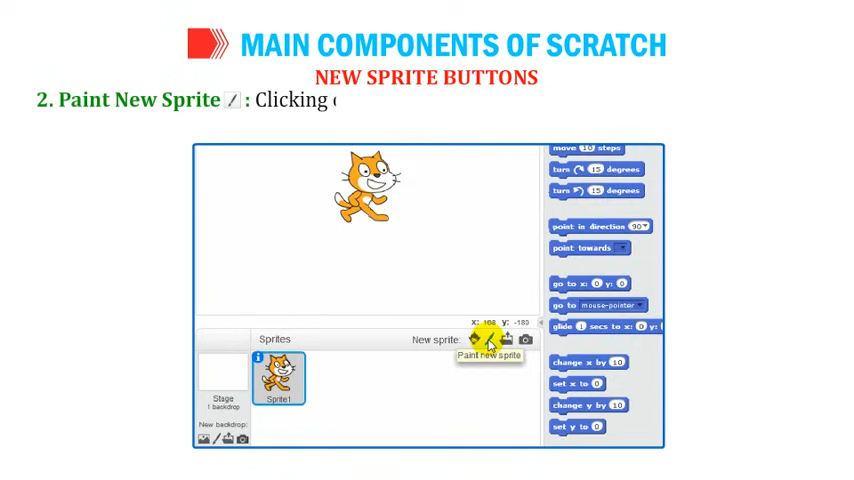 MAIN COMPONENTS OF SCRATCH
NEW SPRITE BUTTONS
2. Paint New Sprite : Clicking
move 10 steps
turn 15 degrees
turn 15 degrees
point in direction 90
point towards
go to x: 0 y: 0
go to mouse-pointer
glide 1 secs to x: 0 y:
change x by 10
set x to 0
change y by 10
set y to 0
x: 108 y: -180
Sprites
New sprite:
Paint new sprite
Stage
1 backdrop
New backdrop:
Sprite1